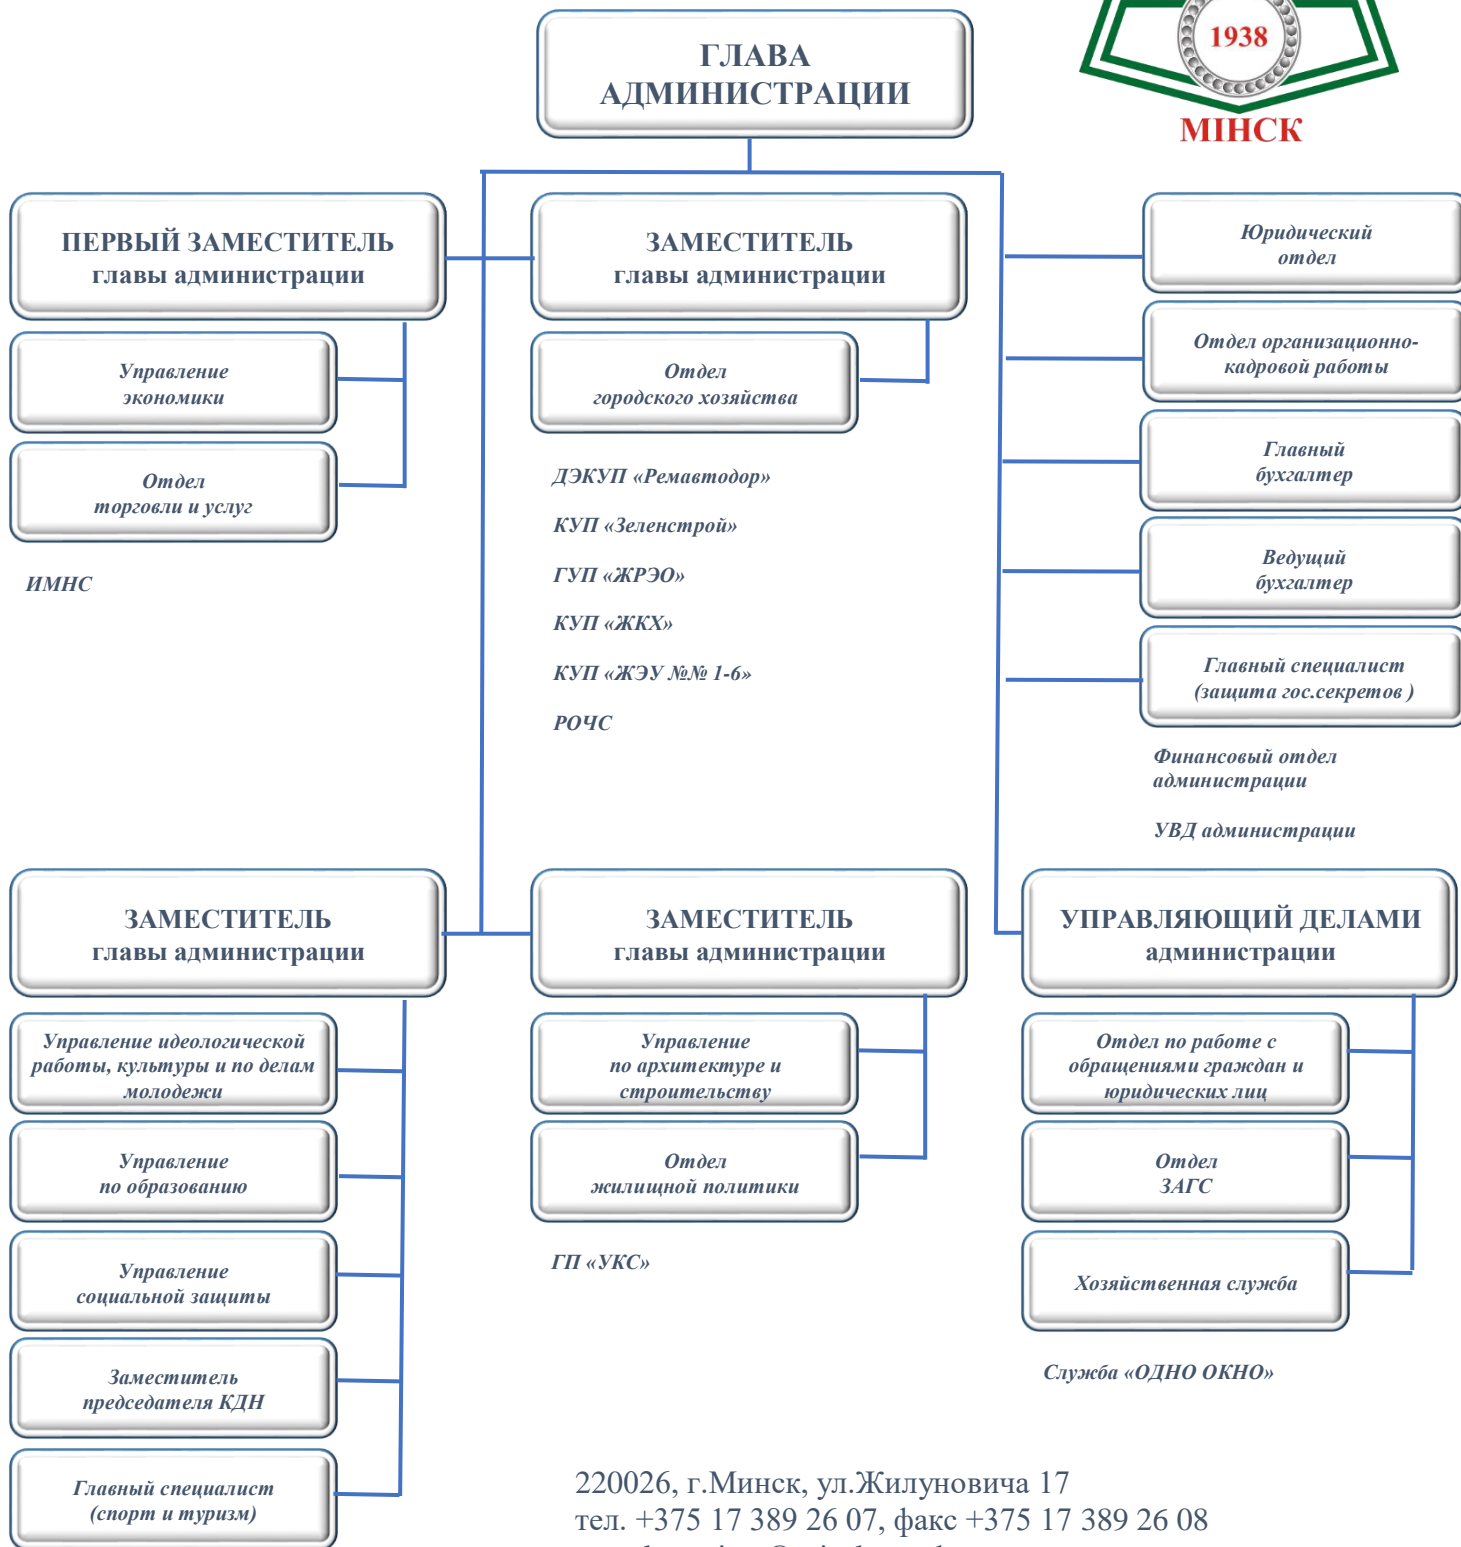 1938
МІНСК
ГЛАВА
АДМИНИСТРАЦИИ
ПЕРВЫЙ ЗАМЕСТИТЕЛЬ
главы администрации
Управление
экономики
Отдел
торговли и услуг
ИМНС
ЗАМЕСТИТЕЛЬ
главы администрации
Отдел
городского хозяйства
ДЭКУП «Ремавтодор»
КУП «Зеленстрой»
ГУП «ЖРЭО»
КУП «ЖКХ»
КУП «ЖЭУ №№ 1-6»
РОЧС
Юридический
отдел
Отдел организационно-
кадровой работы
Главный
бухгалтер
Ведущий
бухгалтер
Главный специалист
(защита гос.секретов )
Финансовый отдел
администрации
УВД администрации
ЗАМЕСТИТЕЛЬ
главы администрации
Управление идеологической
работы, культуры и по делам
молодежи
Управление
по образованию
Управление
социальной защиты
Заместитель
председателя КДН
Главный специалист
(спорт и туризм)
ЗАМЕСТИТЕЛЬ
главы администрации
Управление
по архитектуре и
строительству
Отдел
жилищной политики
ГП «УКС»
УПРАВЛЯЮЩИЙ ДЕЛАМИ
администрации
Отдел по работе с
обращениями граждан и
юридических лиц
Отдел
ЗАГС
Хозяйственная служба
Служба «ОДНО ОКНО»
220026, г.Минск, ул.Жилуновича 17
тел. +375 17 389 26 07, факс +375 17 389 26 08